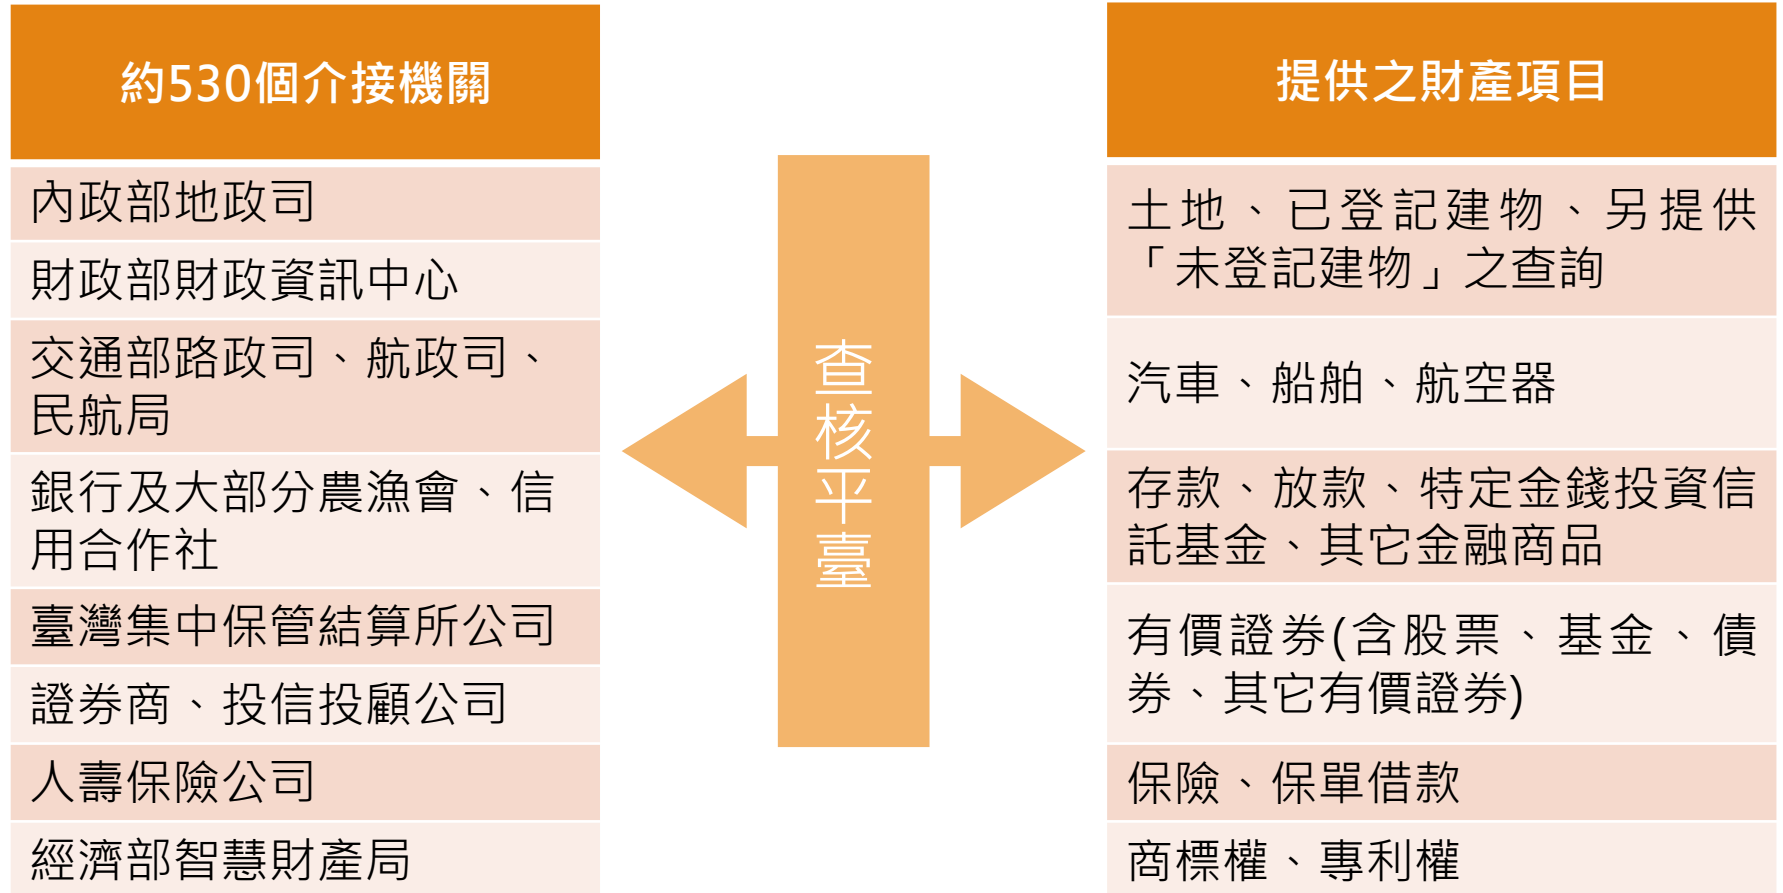 約530個介接機關
內政部地政司
財政部財政資訊中心
交通部路政司、航政司、
民航局
銀行及大部分農漁會、信
用合作社
臺灣集中保管結算所公司
證券商、投信投顧公司
人壽保險公司
經濟部智慧財產局
查核平臺
提供之財產項目
土地、已登記建物、另提供
「未登記建物」之查詢
汽車、船舶、航空器
存款、放款、特定金錢投資信
託基金、其它金融商品
有價證券(含股票、基金、債
券、其它有價證券)
保險、保單借款
商標權、專利權